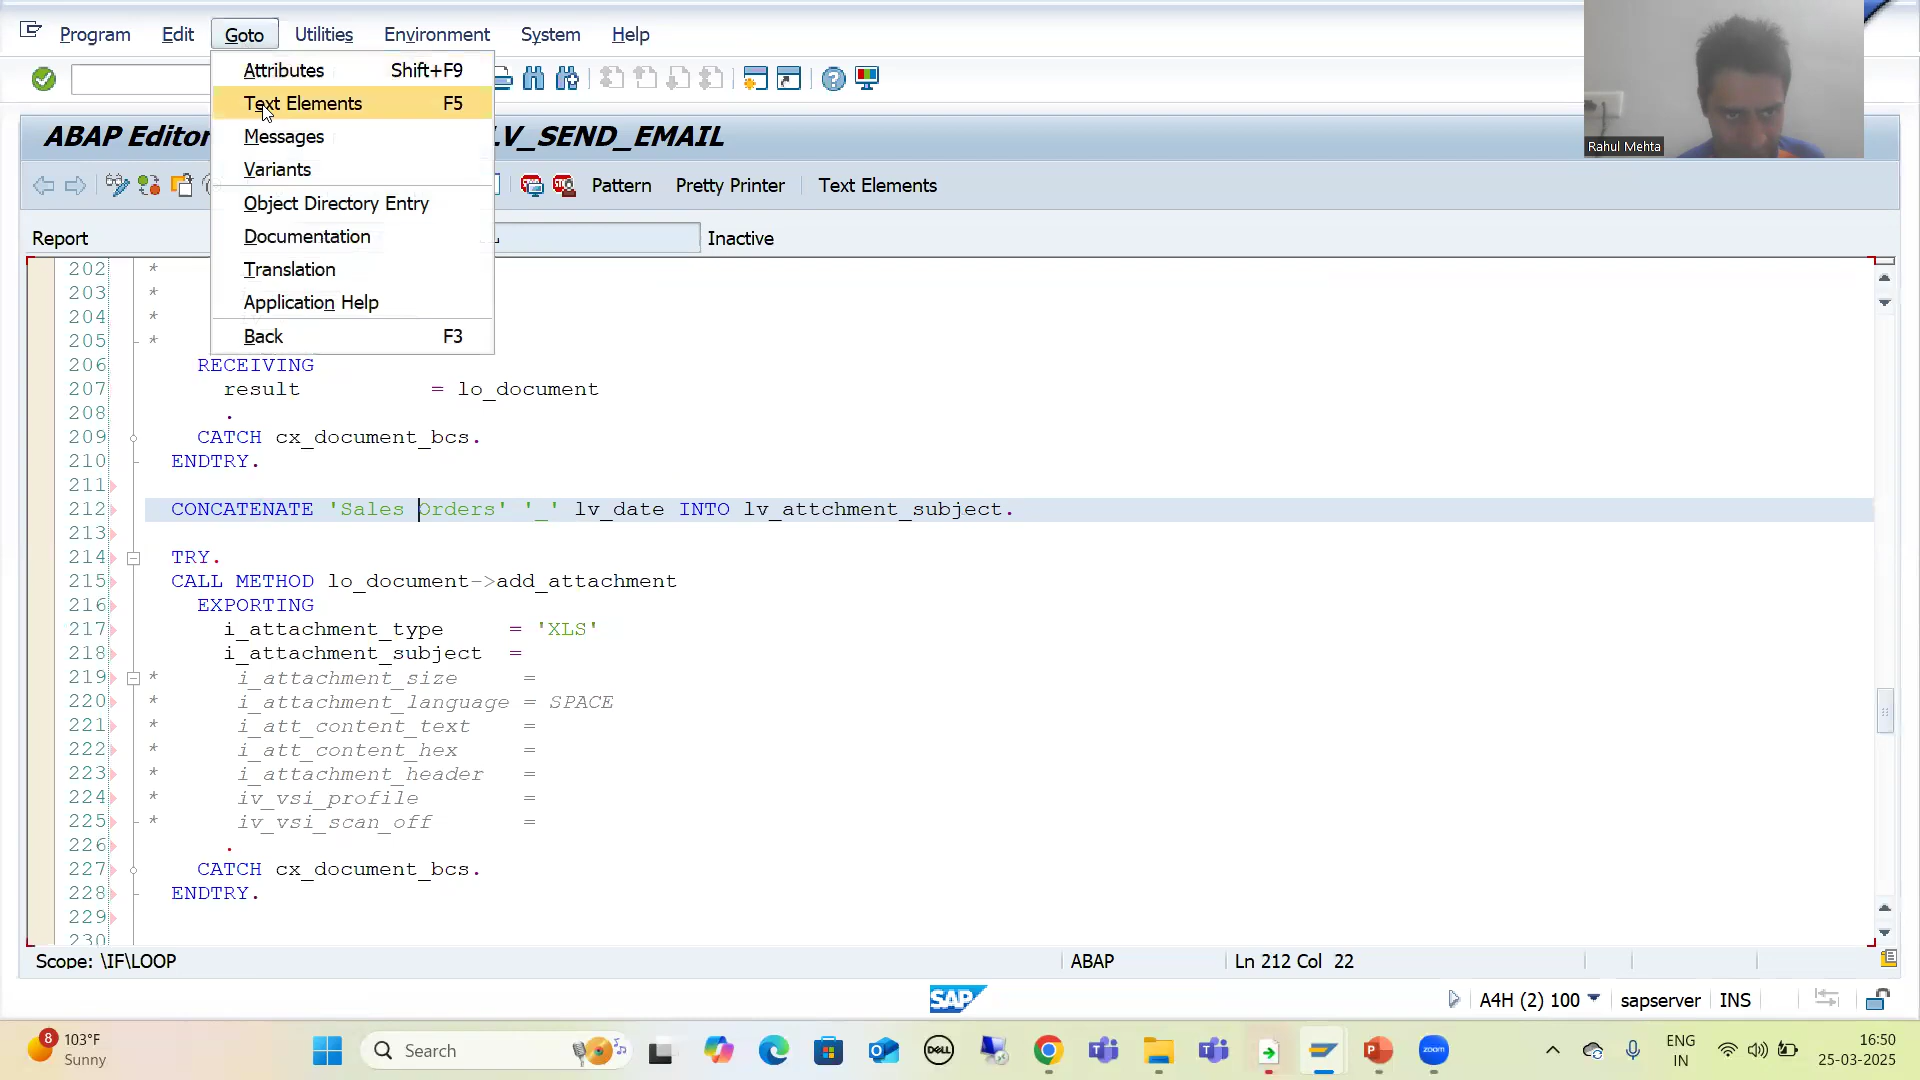 Program Edit Goto Utilities Environment System Help
Attributes Shift+F9
Text Elements F5
Messages
Variants
Object Directory Entry
Documentation
Translation
Application Help
Back F3
Rahul Mehta
ABAP Editor LV_SEND_EMAIL
Pattern Pretty Printer Text Elements
Report Inactive
202 *
203 *
204 *
205 *
206 RECEIVING
207 result = lo_document
208 .
209 CATCH cx_document_bcs.
210 ENDTRY.
211
212 CONCATENATE 'Sales Orders' '_' lv_date INTO lv_attchment_subject.
213
214 TRY.
215 CALL METHOD lo_document->add_attachment
216 EXPORTING
217 i_attachment_type = 'XLS'
218 i_attachment_subject =
219 * i_attachment_size =
220 * i_attachment_language = SPACE
221 * i_att_content_text =
222 * i_att_content_hex =
223 * i_attachment_header =
224 * iv_vsi_profile =
225 * iv_vsi_scan_off =
226 .
227 CATCH cx_document_bcs.
228 ENDTRY.
229
230
Scope: \IF\LOOP ABAP Ln 212 Col 22
SAP A4H (2) 100 sapserver INS
8 103°F
Sunny
Search
DELL
zoom
ENG
IN
16:50
25-03-2025